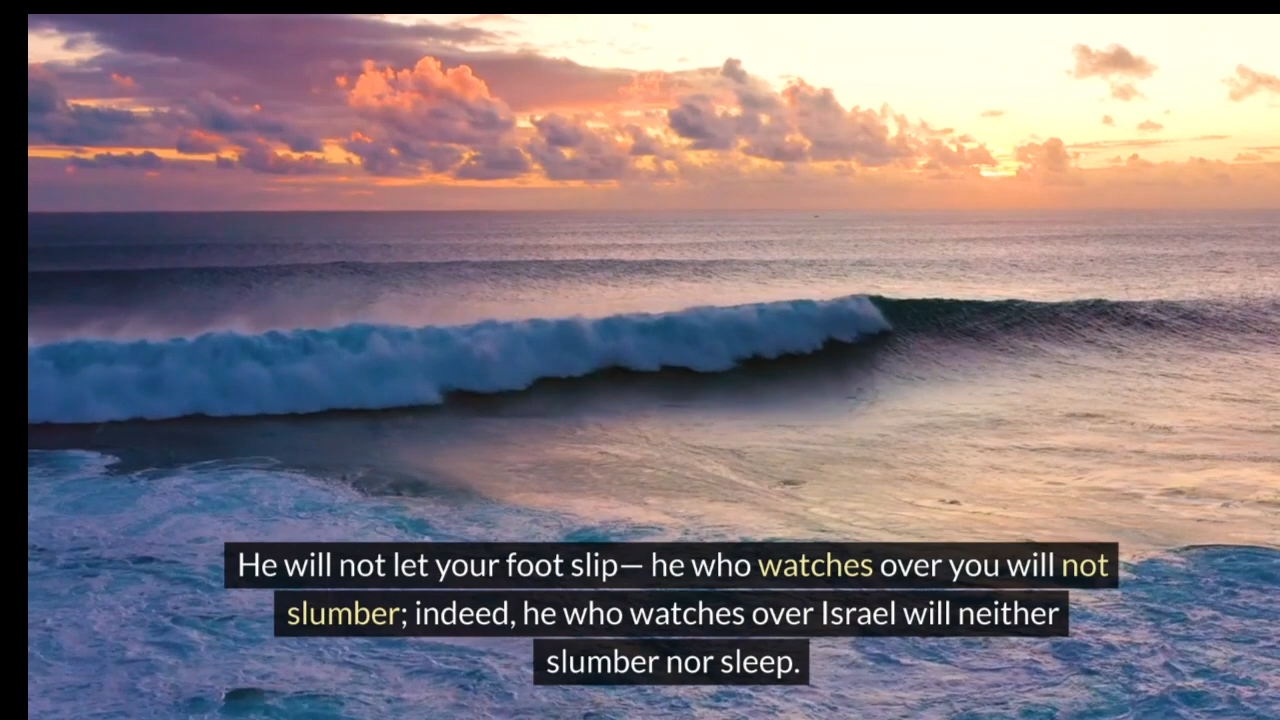 He will not let your foot slip— he who watches over you will not
slumber; indeed, he who watches over Israel will neither
slumber nor sleep.